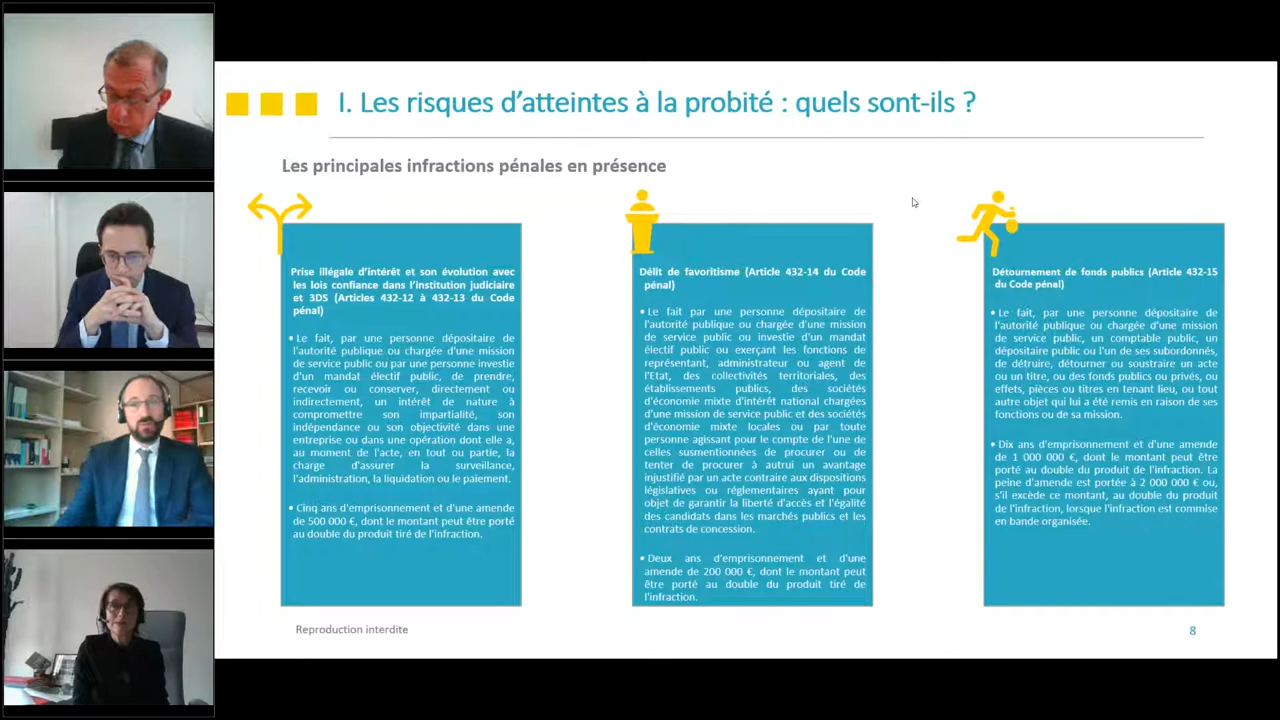 I. Les risques d'atteintes à la probité : quels sont-ils ?
Les principales infractions pénales en présence
Prise illégale d'intérêt et son évolution avec
les lois confiance dans l'institution judiciaire
et 3DS (Articles 432-12 à 432-13 du Code
pénal)
• Le fait, par une personne dépositaire de
l'autorité publique ou chargée d'une mission
de service public ou par une personne investie
d'un mandat électif public, de prendre,
recevoir ou conserver, directement ou
indirectement, un intérêt de nature à
compromettre son impartialité, son
indépendance ou son objectivité dans une
entreprise ou dans une opération dont elle a,
au moment de l'acte, en tout ou partie, la
charge d'assurer la surveillance,
l'administration, la liquidation ou le paiement.
• Cinq ans d'emprisonnement et d'une amende
de 500 000 €, dont le montant peut être porté
au double du produit tiré de l'infraction.
Délit de favoritisme (Article 432-14 du Code
pénal)
• Le fait par une personne dépositaire de
l'autorité publique ou chargée d'une mission
de service public ou investie d'un mandat
électif public ou exerçant les fonctions de
représentant, administrateur ou agent de
l'Etat, des collectivités territoriales, des
établissements publics, des sociétés
d'économie mixte d'intérêt national chargées
d'une mission de service public et des sociétés
d'économie mixte locales ou par toute
personne agissant pour le compte de l'une de
celles susmentionnées de procurer ou de
tenter de procurer à autrui un avantage
injustifié par un acte contraire aux dispositions
législatives ou réglementaires ayant pour
objet de garantir la liberté d'accès et l'égalité
des candidats dans les marchés publics et les
contrats de concession.
• Deux ans d'emprisonnement et d'une
amende de 200 000 €, dont le montant peut
être porté au double du produit tiré de
l'infraction.
Détournement de fonds publics (Article 432-15
du Code pénal)
• Le fait, par une personne dépositaire de
l'autorité publique ou chargée d'une mission
de service public, un comptable public, un
dépositaire public ou l'un de ses subordonnés,
de détruire, détourner ou soustraire un acte
ou un titre, ou des fonds publics ou privés, ou
effets, pièces ou titres en tenant lieu, ou tout
autre objet qui lui a été remis en raison de ses
fonctions ou de sa mission.
• Dix ans d'emprisonnement et d'une amende
de 1 000 000 €, dont le montant peut être
porté au double du produit de l'infraction. La
peine d'amende est portée à 2 000 000 € ou,
s'il excède ce montant, au double du produit
de l'infraction, lorsque l'infraction est commise
en bande organisée.
Reproduction interdite
8